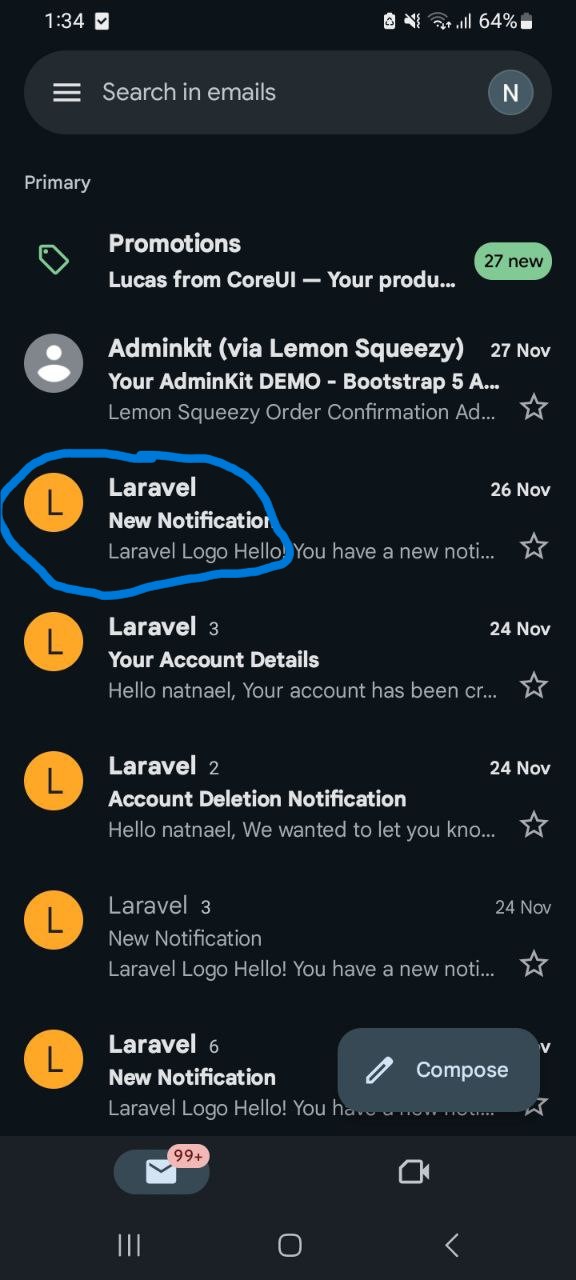 1:34 64%
Search in emails N
Primary
Promotions
Lucas from CoreUI — Your produ...
27 new
Adminkit (via Lemon Squeezy) 27 Nov
Your AdminKit DEMO - Bootstrap 5 A...
Lemon Squeezy Order Confirmation Ad...
L Laravel 26 Nov
New Notification
Laravel Logo Hello! You have a new noti...
L Laravel 3 24 Nov
Your Account Details
Hello natnael, Your account has been cr...
L Laravel 2 24 Nov
Account Deletion Notification
Hello natnael, We wanted to let you kno...
L Laravel 3 24 Nov
New Notification
Laravel Logo Hello! You have a new noti...
L Laravel 6
New Notification
Laravel Logo Hello! You
Compose
99+